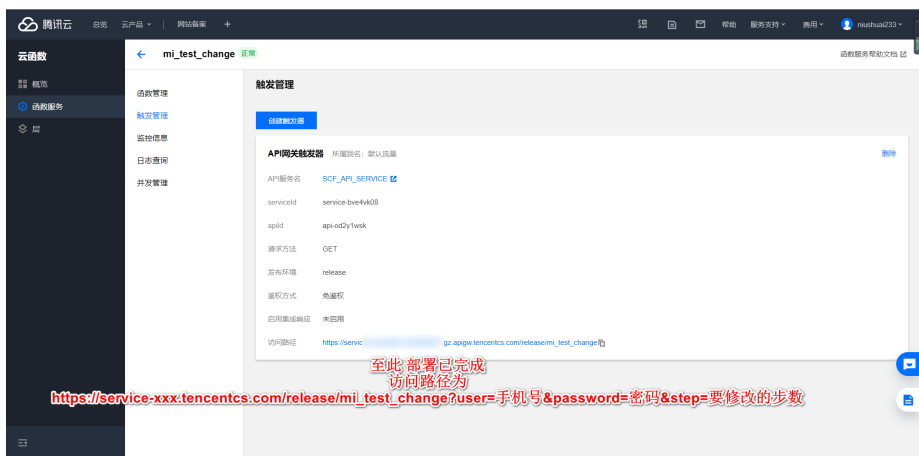 腾讯云 总览 云产品 网站备案 + 帮助 服务支持 费用 niushuai233
云函数
mi_test_change 正常 函数服务帮助文档
概览
函数服务
层
函数管理
触发管理
监控信息
日志查询
并发管理
触发管理
创建触发器
API网关触发器 所属别名：默认流量 删除
API服务名 SCF_API_SERVICE
serviceId service-bve4vk08
apiId api-od2y1wsk
请求方法 GET
发布环境 release
鉴权方式 免鉴权
启用集成响应 未启用
访问路径 https://servic gz.apigw.tencentcs.com/release/mi_test_change
至此 部署已完成
访问路径为
https://service-xxx.tencentcs.com/release/mi_test_change?user=手机号&password=密码&step=要修改的步数